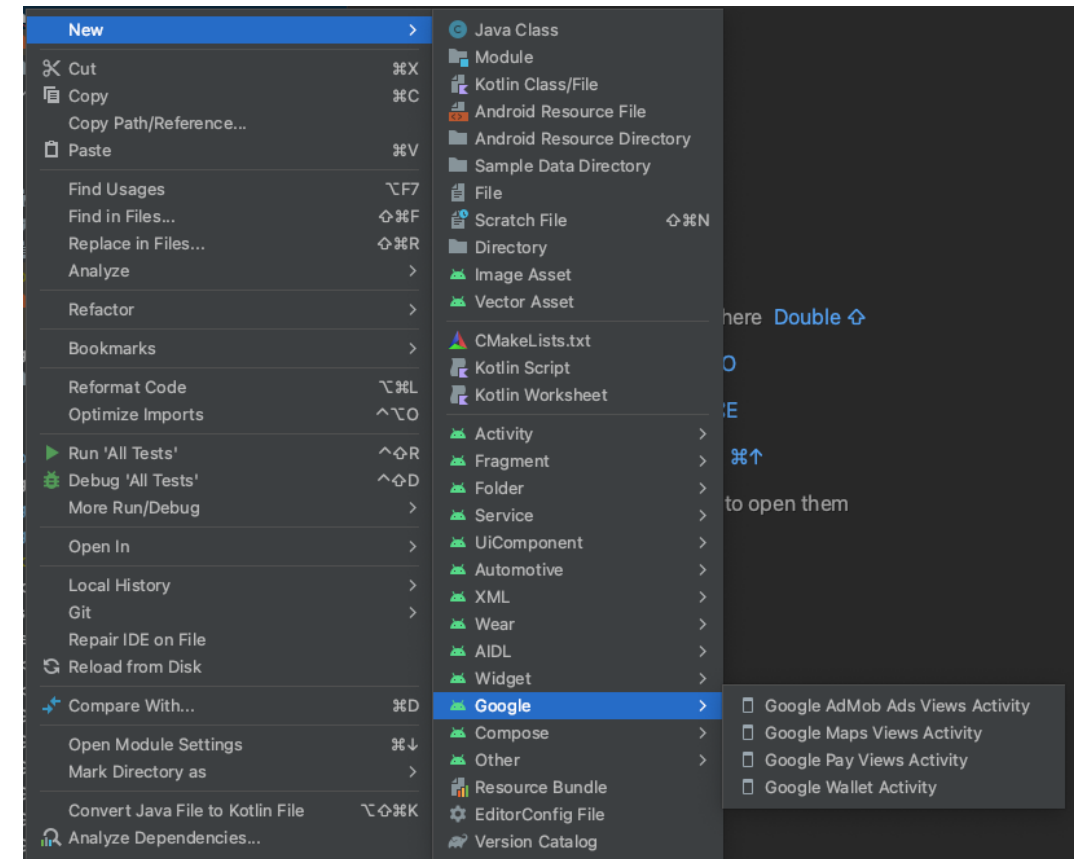 New
Cut ⌘X
Copy ⌘C
Copy Path/Reference...
Paste ⌘V
Find Usages ⌥F7
Find in Files... ⇧⌘F
Replace in Files... ⇧⌘R
Analyze
Refactor
Bookmarks
Reformat Code ⌥⌘L
Optimize Imports ^⌥O
Run 'All Tests' ^⇧R
Debug 'All Tests' ^⇧D
More Run/Debug
Open In
Local History
Git
Repair IDE on File
Reload from Disk
Compare With... ⌘D
Open Module Settings ⌘↓
Mark Directory as
Convert Java File to Kotlin File ⌥⇧⌘K
Analyze Dependencies...
Java Class
Module
Kotlin Class/File
Android Resource File
Android Resource Directory
Sample Data Directory
File
Scratch File ⇧⌘N
Directory
Image Asset
Vector Asset
CMakeLists.txt
Kotlin Script
Kotlin Worksheet
Activity
Fragment
Folder
Service
UiComponent
Automotive
XML
Wear
AIDL
Widget
Google
Compose
Other
Resource Bundle
EditorConfig File
Version Catalog
Google AdMob Ads Views Activity
Google Maps Views Activity
Google Pay Views Activity
Google Wallet Activity
here Double ⇧
O
E
⌘↑
to open them